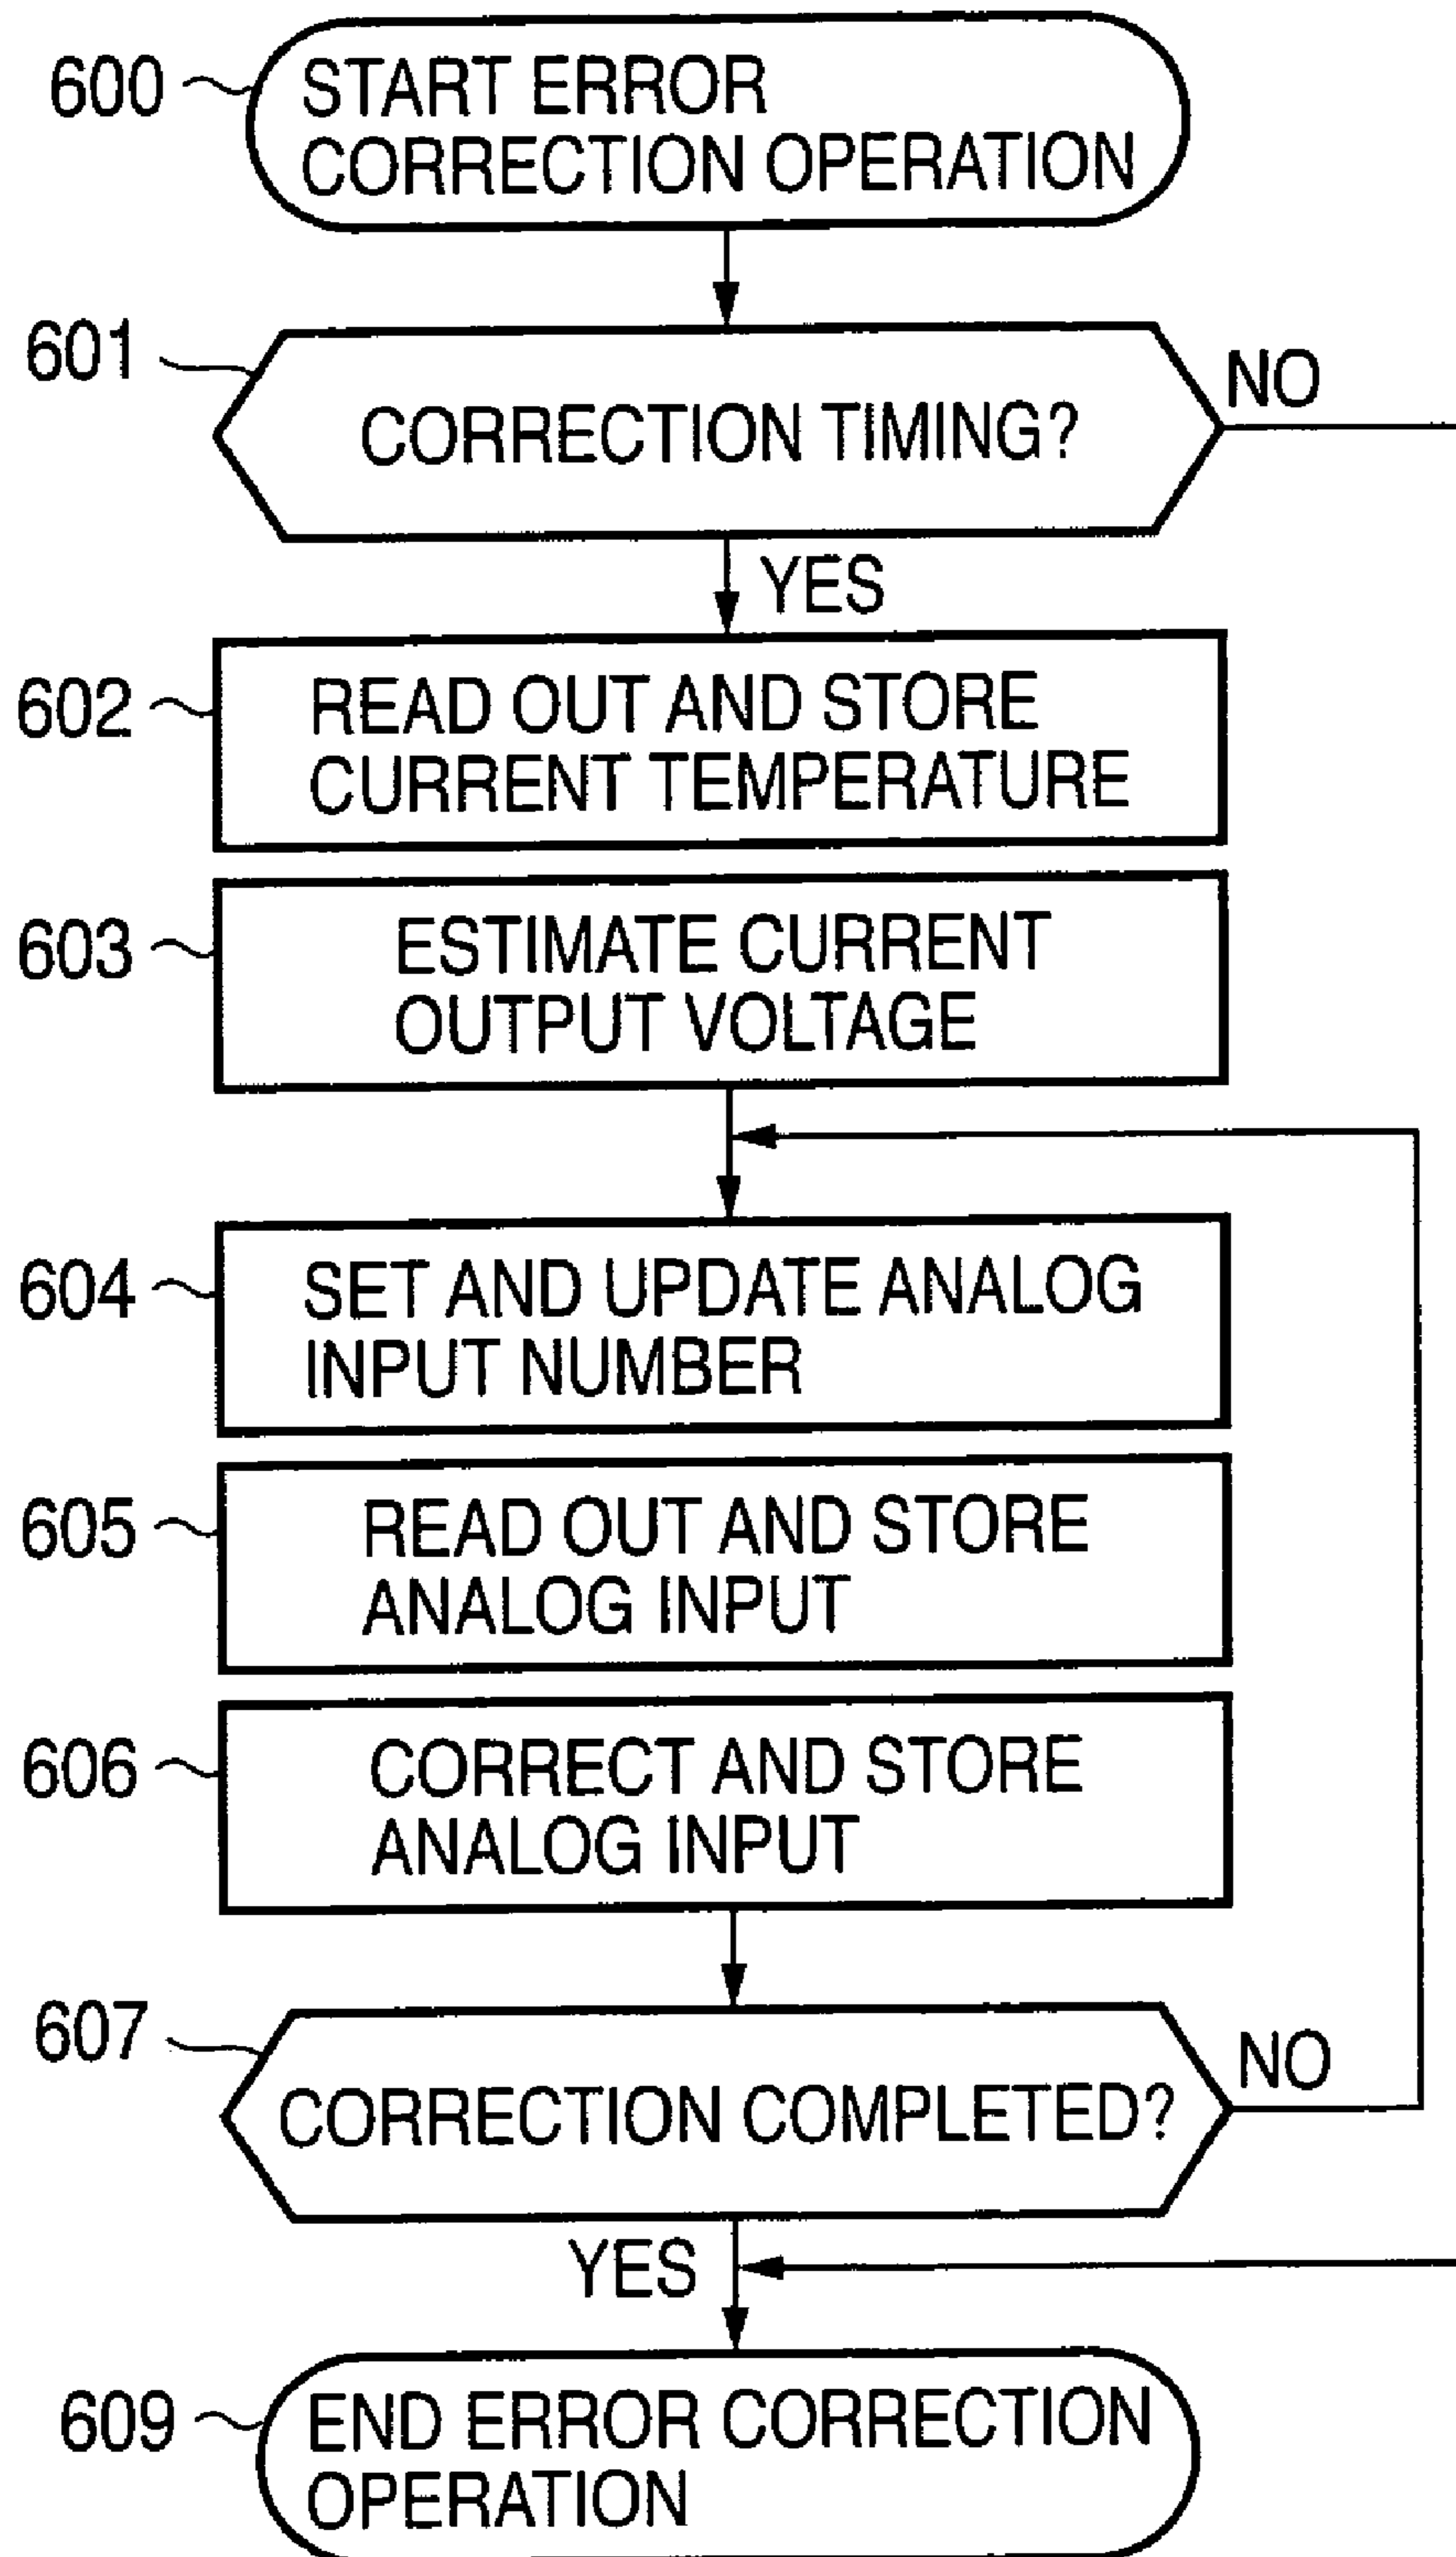 600
START ERROR
CORRECTION OPERATION
601
CORRECTION TIMING?
NO
YES
602
READ OUT AND STORE
CURRENT TEMPERATURE
603
ESTIMATE CURRENT
OUTPUT VOLTAGE
604
SET AND UPDATE ANALOG
INPUT NUMBER
605
READ OUT AND STORE
ANALOG INPUT
606
CORRECT AND STORE
ANALOG INPUT
607
CORRECTION COMPLETED?
NO
YES
609
END ERROR CORRECTION
OPERATION